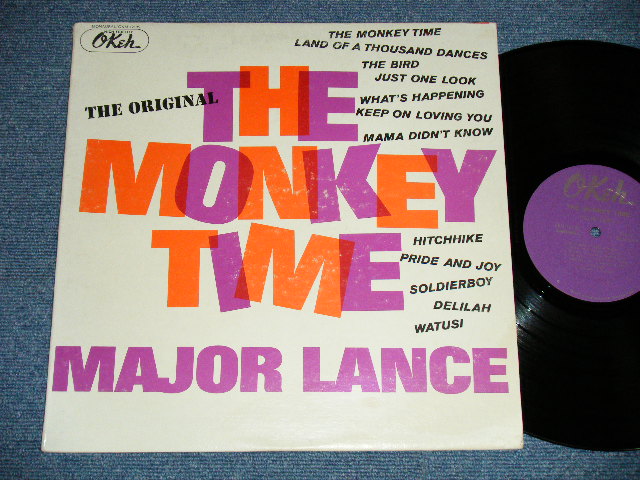 OKeh
THE MONKEY TIME
LAND OF A THOUSAND DANCES
THE BIRD
JUST ONE LOOK
WHAT'S HAPPENING
KEEP ON LOVING YOU
MAMA DIDN'T KNOW
THE ORIGINAL
THE
MONKEY
TIME
HITCHHIKE
PRIDE AND JOY
SOLDIERBOY
DELILAH
WATUSI
MAJOR LANCE
OKeh